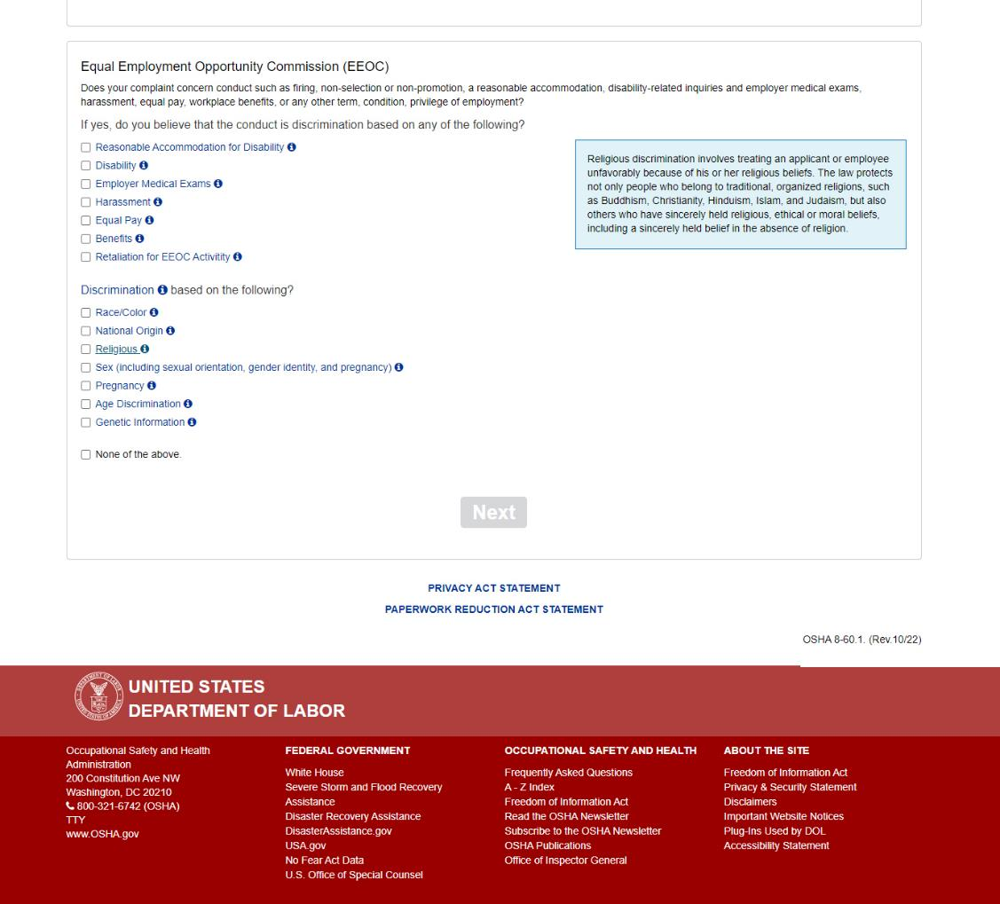 Equal Employment Opportunity Commission (EEOC)
Does your complaint concern conduct such as firing, non-selection or non-promotion, a reasonable accommodation, disability-related inquiries and employer medical exams,
harassment, equal pay, workplace benefits, or any other term, condition, privilege of employment?
If yes, do you believe that the conduct is discrimination based on any of the following?
Reasonable Accommodation for Disability
Disability
Employer Medical Exams
Harassment
Equal Pay
Benefits
Retaliation for EEOC Activitity
Religious discrimination involves treating an applicant or employee
unfavorably because of his or her religious beliefs. The law protects
not only people who belong to traditional, organized religions, such
as Buddhism, Christianity, Hinduism, Islam, and Judaism, but also
others who have sincerely held religious, ethical or moral beliefs,
including a sincerely held belief in the absence of religion.
Discrimination based on the following?
Race/Color
National Origin
Religious
Sex (including sexual orientation, gender identity, and pregnancy)
Pregnancy
Age Discrimination
Genetic Information
None of the above.
Next
PRIVACY ACT STATEMENT
PAPERWORK REDUCTION ACT STATEMENT
OSHA 8-60.1. (Rev.10/22)
UNITED STATES
DEPARTMENT OF LABOR
Occupational Safety and Health
Administration
200 Constitution Ave NW
Washington, DC 20210
800-321-6742 (OSHA)
TTY
www.OSHA.gov
FEDERAL GOVERNMENT
White House
Severe Storm and Flood Recovery
Assistance
Disaster Recovery Assistance
DisasterAssistance.gov
USA.gov
No Fear Act Data
U.S. Office of Special Counsel
OCCUPATIONAL SAFETY AND HEALTH
Frequently Asked Questions
A - Z Index
Freedom of Information Act
Read the OSHA Newsletter
Subscribe to the OSHA Newsletter
OSHA Publications
Office of Inspector General
ABOUT THE SITE
Freedom of Information Act
Privacy & Security Statement
Disclaimers
Important Website Notices
Plug-Ins Used by DOL
Accessibility Statement